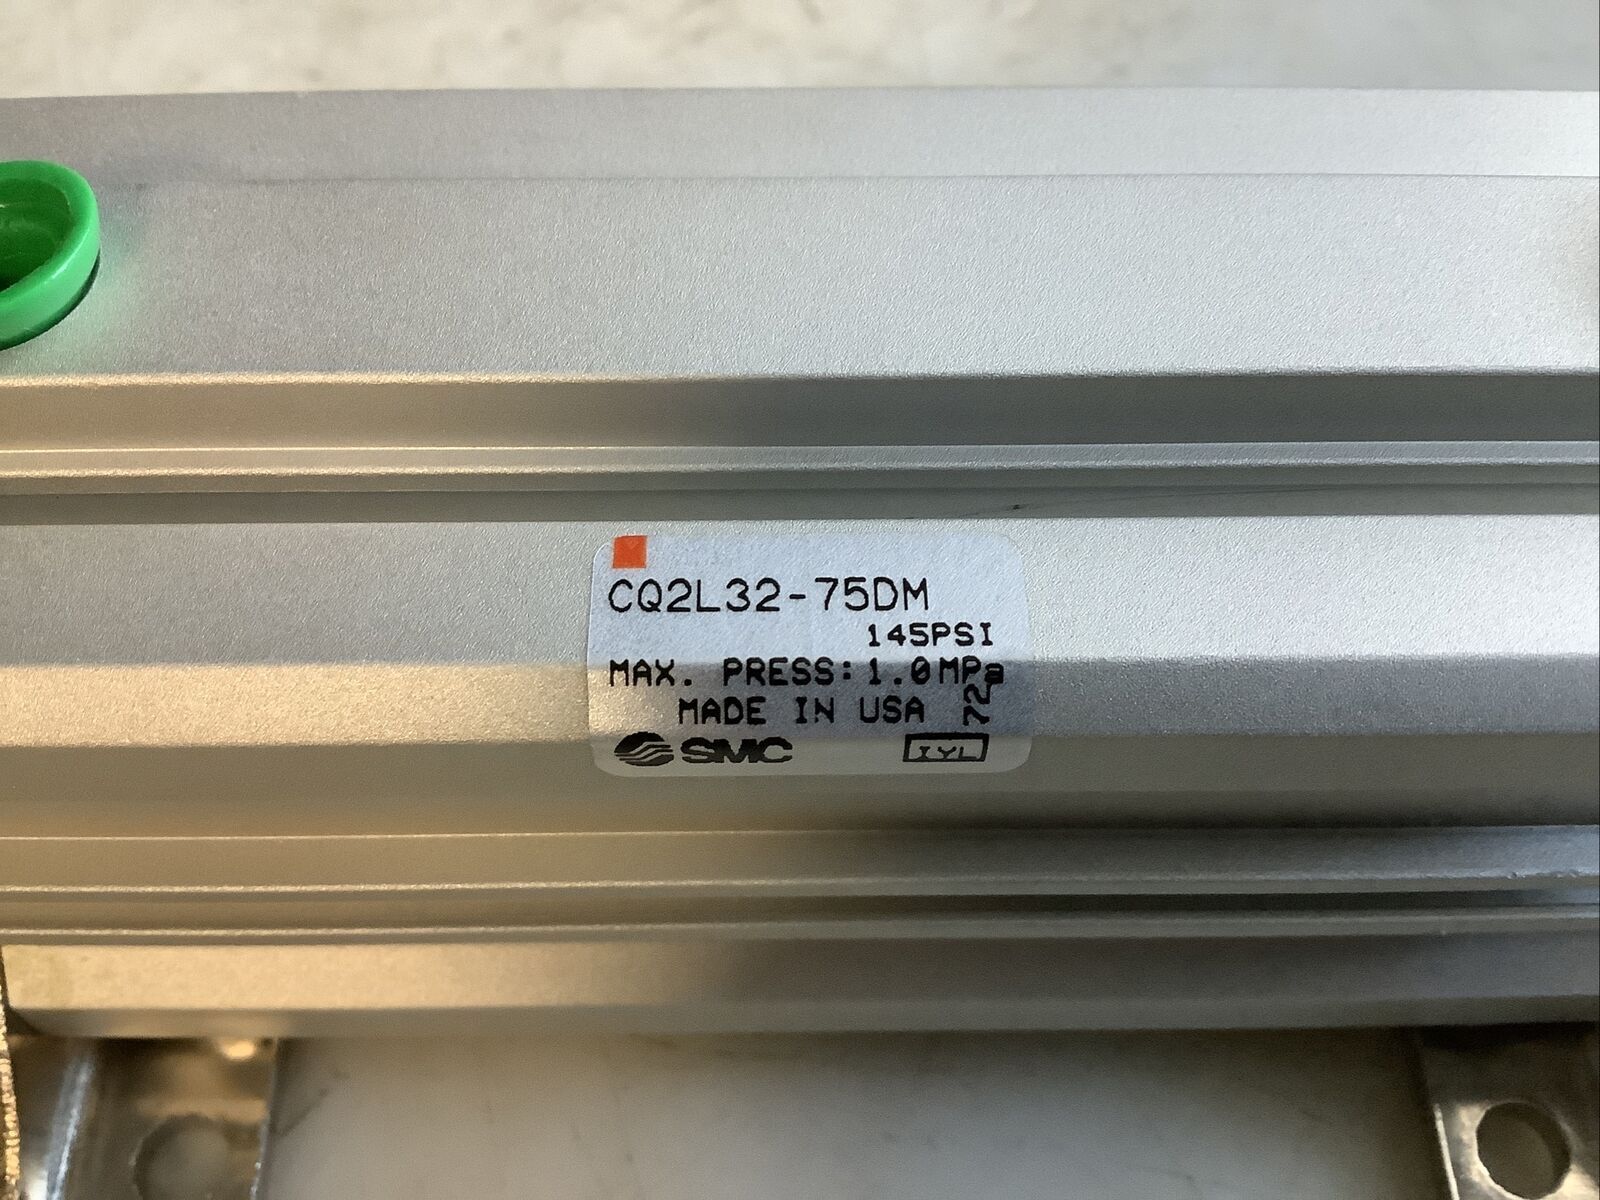 CQ2L32-75DM
145PSI
MAX. PRESS: 1.0MPa
MADE IN USA
72
SMC
IYL